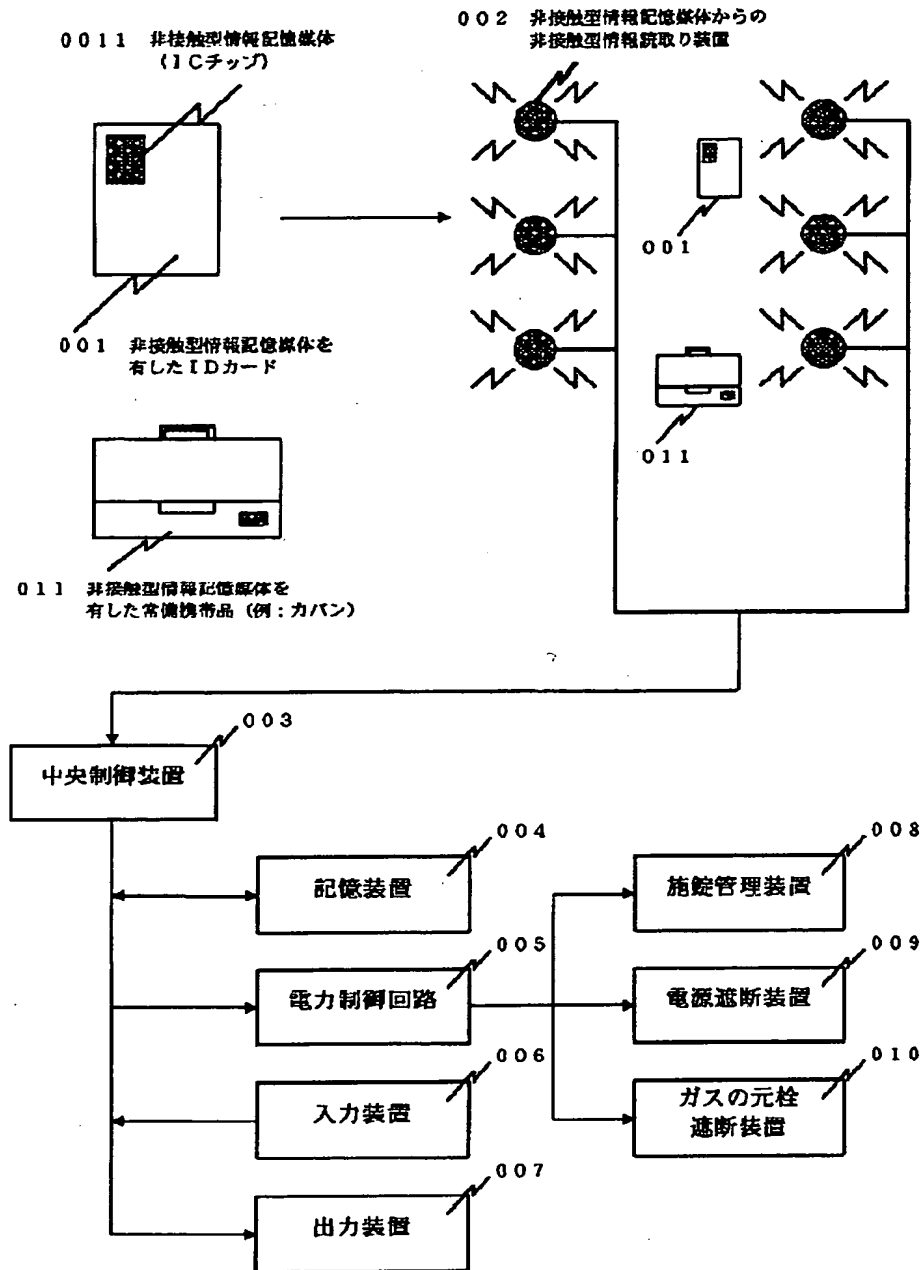 0011 非接触型情報記憶媒体
(ICチップ)
002 非接触型情報記憶媒体からの
非接触型情報読取り装置
001 非接触型情報記憶媒体を
有したIDカード
001
011
011 非接触型情報記憶媒体を
有した常備携帯品 (例:カバン)
003
中央制御装置
004
記憶装置
008
施錠管理装置
005
電力制御回路
009
電源遮断装置
006
入力装置
010
ガスの元栓
遮断装置
007
出力装置